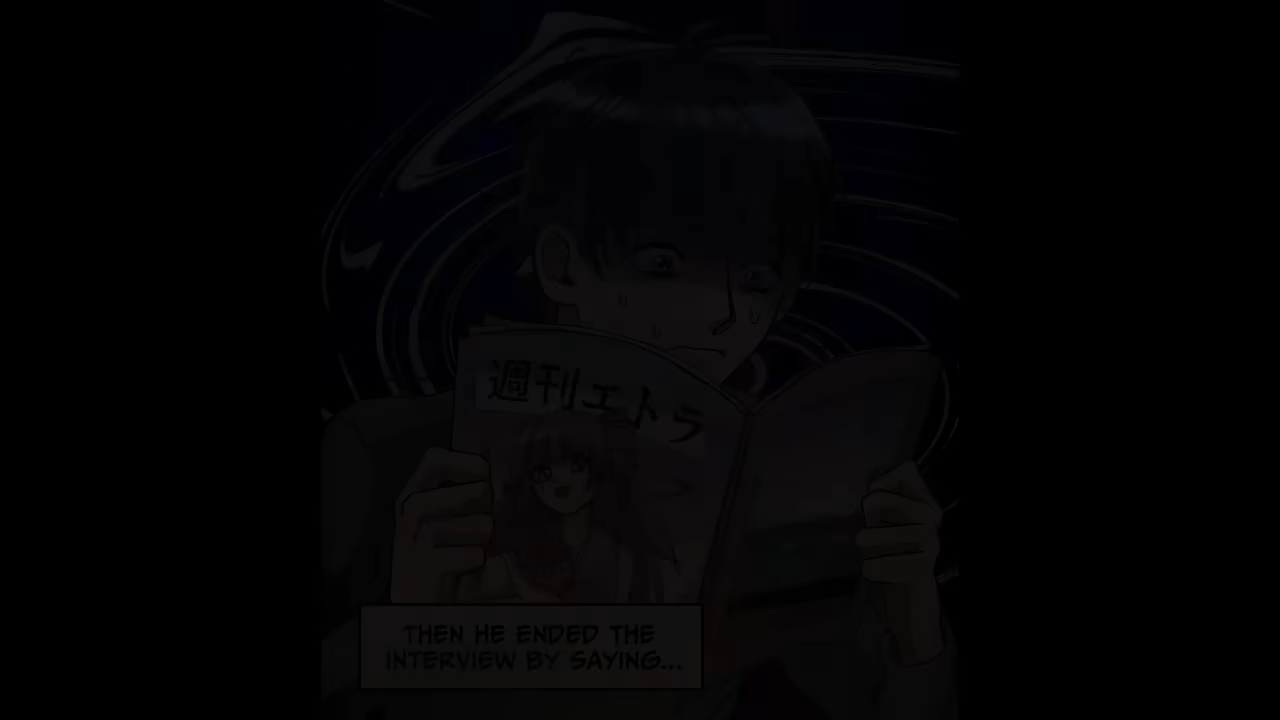 週刊エトラ
THEN HE ENDED THE
INTERVIEW BY SAYING...